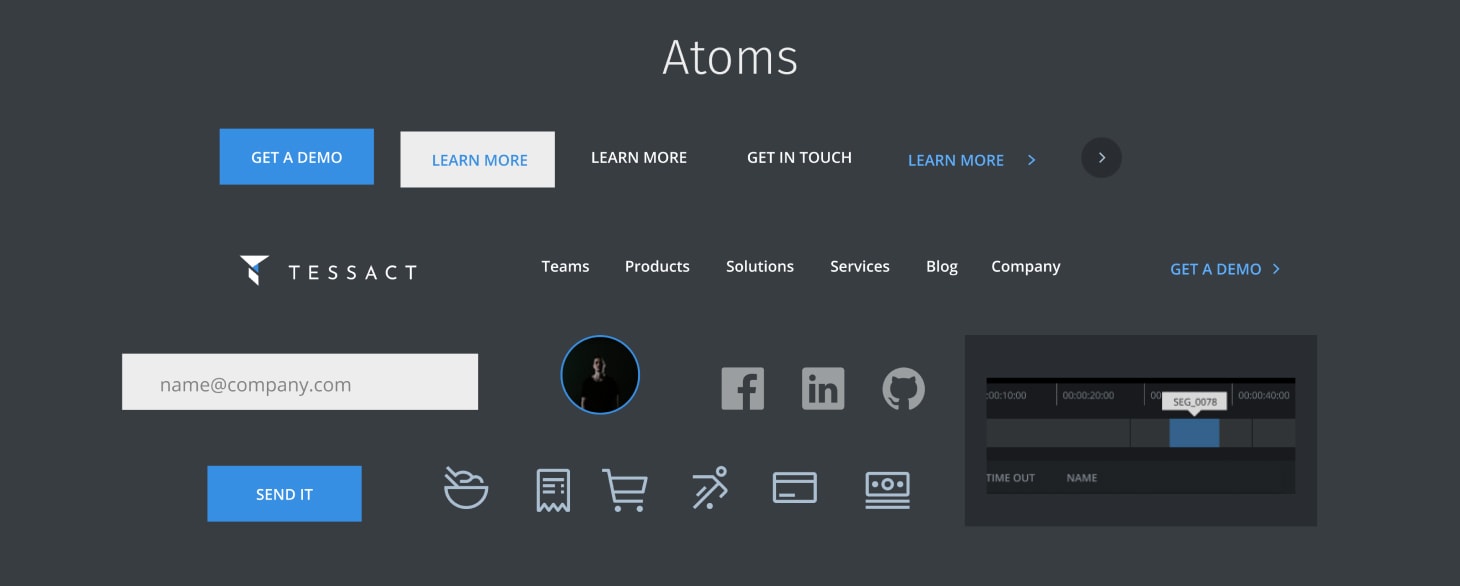 Atoms
GET A DEMO
LEARN MORE
LEARN MORE
GET IN TOUCH
LEARN MORE
TESSACT
Teams
Products
Solutions
Services
Blog
Company
GET A DEMO
name@company.com
:00:10:00
00:00:20:00
00
SEG_007B
00:00:40:00
TIME OUT
NAME
SEND IT